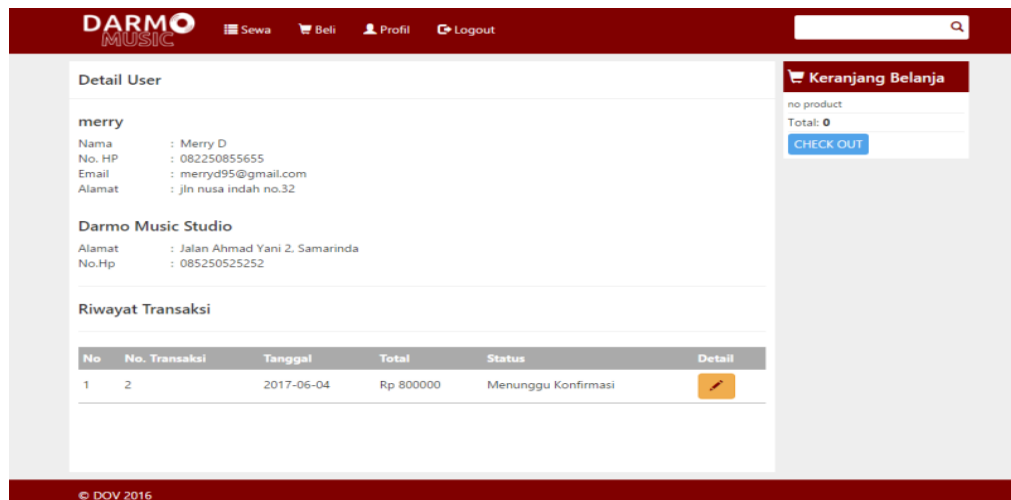 DARMO MUSIC Sewa Beli Profil Logout
Detail User
merry
Nama : Merry D
No. HP : 082250855655
Email : merryd95@gmail.com
Alamat : jln nusa indah no.32
Darmo Music Studio
Alamat : Jalan Ahmad Yani 2, Samarinda
No.Hp : 085250525252
Riwayat Transaksi
No No. Transaksi Tanggal Total Status Detail
1 2 2017-06-04 Rp 800000 Menunggu Konfirmasi
Keranjang Belanja
no product
Total: 0
CHECK OUT
© DOV 2016